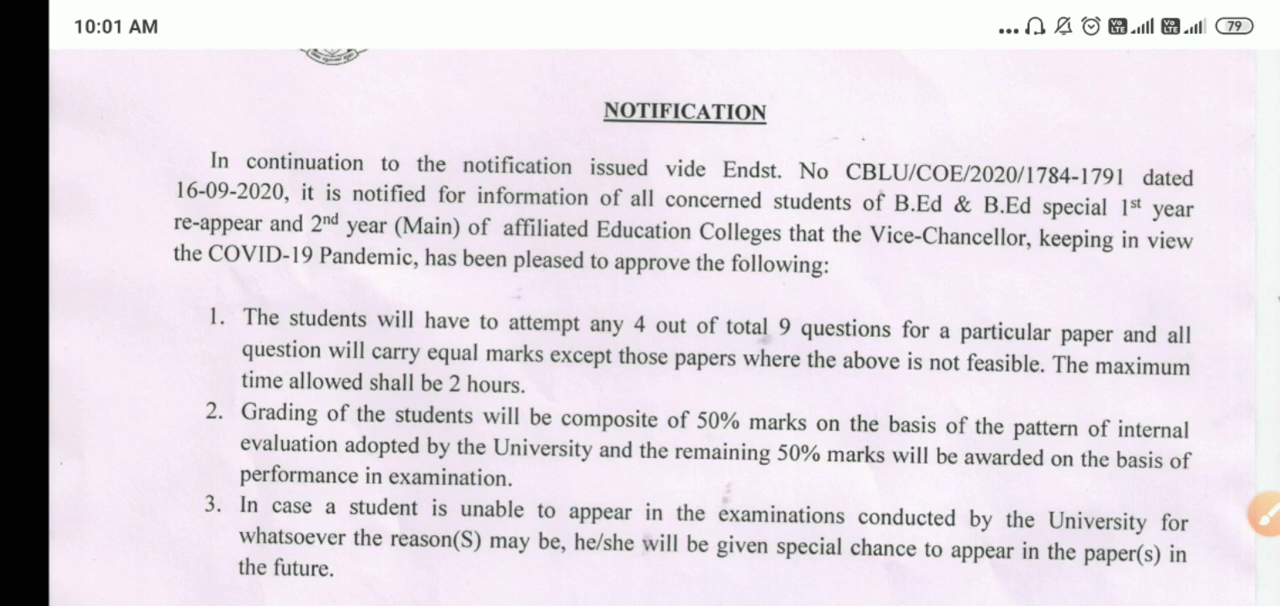 10:01 AM
... Vo LTE Vo LTE 79
NOTIFICATION
In continuation to the notification issued vide Endst. No CBLU/COE/2020/1784-1791 dated
16-09-2020, it is notified for information of all concerned students of B.Ed & B.Ed special 1st year
re-appear and 2nd year (Main) of affiliated Education Colleges that the Vice-Chancellor, keeping in view
the COVID-19 Pandemic, has been pleased to approve the following:
1. The students will have to attempt any 4 out of total 9 questions for a particular paper and all
question will carry equal marks except those papers where the above is not feasible. The maximum
time allowed shall be 2 hours.
2. Grading of the students will be composite of 50% marks on the basis of the pattern of internal
evaluation adopted by the University and the remaining 50% marks will be awarded on the basis of
performance in examination.
3. In case a student is unable to appear in the examinations conducted by the University for
whatsoever the reason(S) may be, he/she will be given special chance to appear in the paper(s) in
the future.